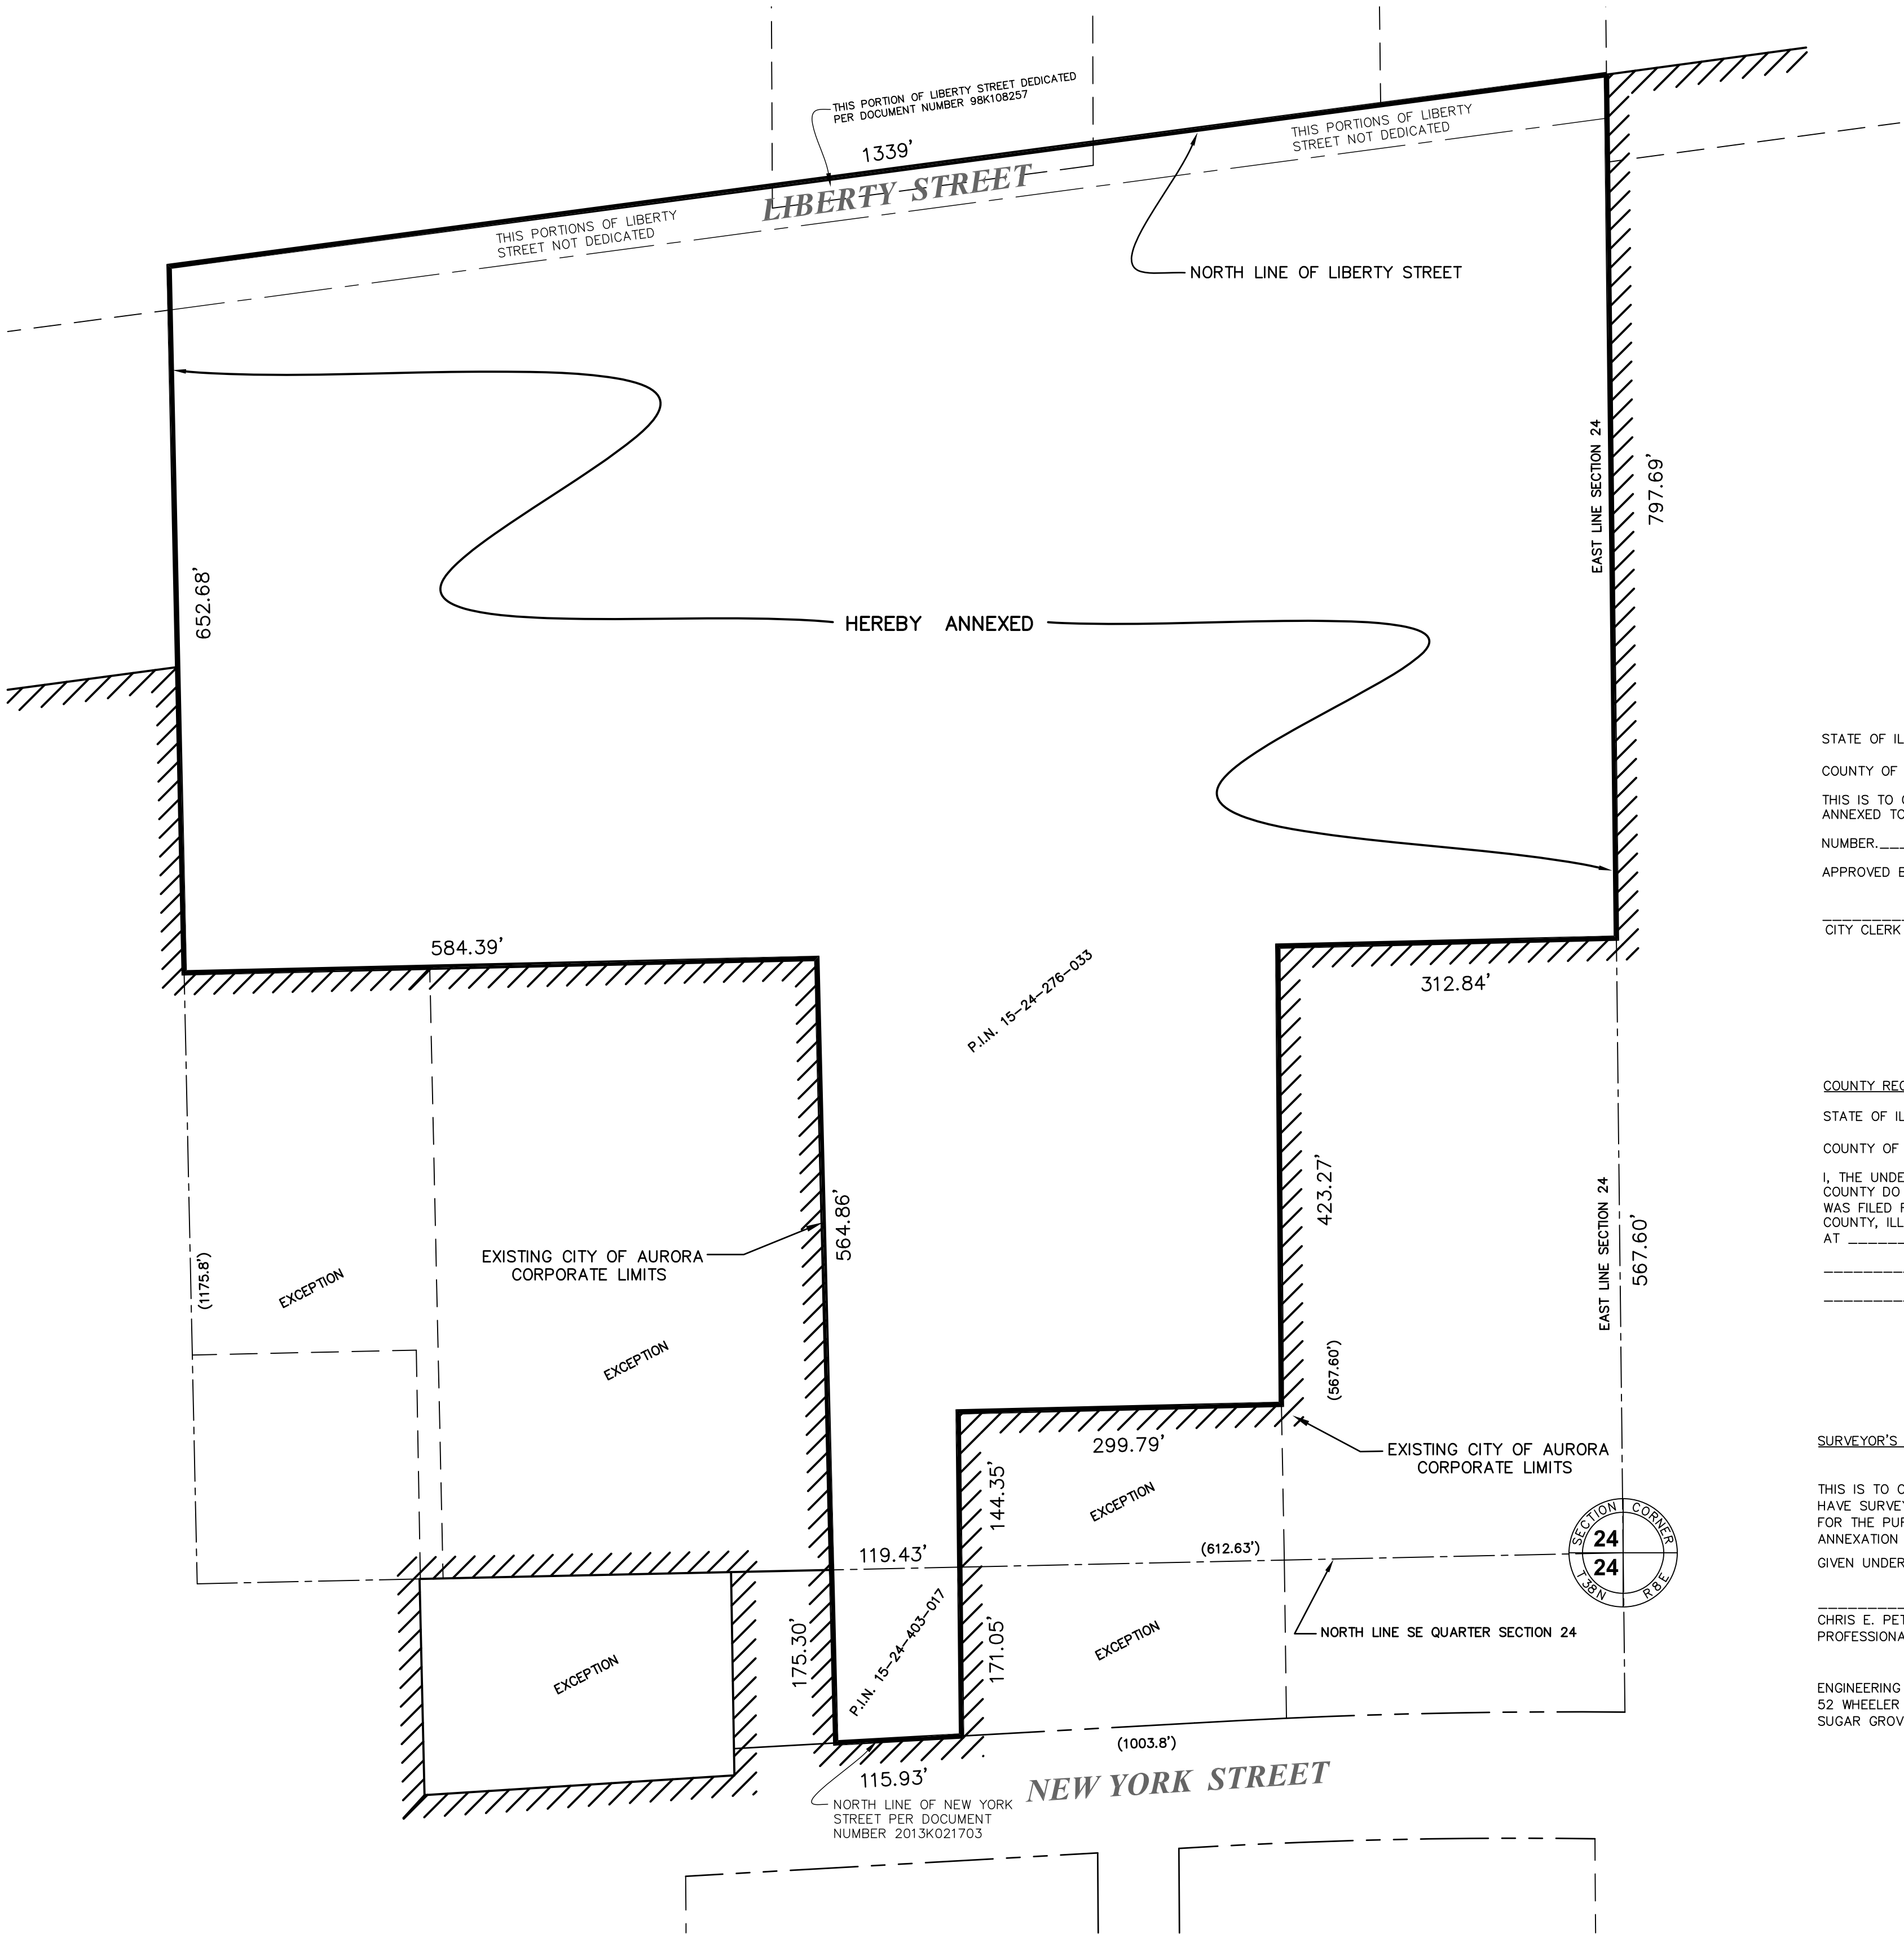 THIS PORTION OF LIBERTY STREET DEDICATED
PER DOCUMENT NUMBER 98K108257
1339'
LIBERTY STREET
THIS PORTIONS OF LIBERTY
STREET NOT DEDICATED
THIS PORTIONS OF LIBERTY
STREET NOT DEDICATED
NORTH LINE OF LIBERTY STREET
EAST LINE SECTION 24
797.69'
652.68'
HEREBY ANNEXED
584.39'
312.84'
P.I.N. 15-24-276-033
EXISTING CITY OF AURORA
CORPORATE LIMITS
564.86'
423.27'
EAST LINE SECTION 24
567.60'
(1175.8')
EXCEPTION
EXCEPTION
(567.60')
299.79'
EXISTING CITY OF AURORA
CORPORATE LIMITS
144.35'
EXCEPTION
119.43'
(612.63')
SECTION CORNER
24
24
T38N R8E
NORTH LINE SE QUARTER SECTION 24
175.30'
P.I.N. 15-24-403-017
171.05'
EXCEPTION
EXCEPTION
(1003.8')
115.93'
NEW YORK STREET
NORTH LINE OF NEW YORK
STREET PER DOCUMENT
NUMBER 2013K021703
STATE OF IL
COUNTY OF
THIS IS TO
ANNEXED TO
NUMBER.___
APPROVED
CITY CLERK
COUNTY REC
STATE OF IL
COUNTY OF
I, THE UNDE
COUNTY DO
WAS FILED
COUNTY, ILL
AT ______
SURVEYOR'S
THIS IS TO
HAVE SURVE
FOR THE PUR
ANNEXATION
GIVEN UNDER
CHRIS E. PET
PROFESSIONA
ENGINEERING
52 WHEELER
SUGAR GROV